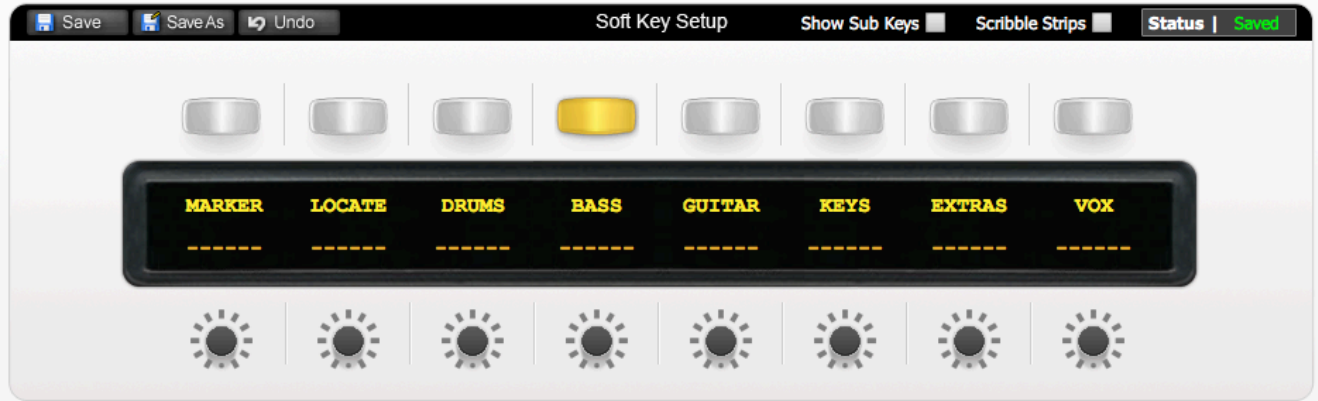 Save Save As Undo Soft Key Setup Show Sub Keys Scribble Strips Status | Saved
MARKER LOCATE DRUMS BASS GUITAR KEYS EXTRAS VOX
------ ------ ------ ------ ------ ------ ------ ------